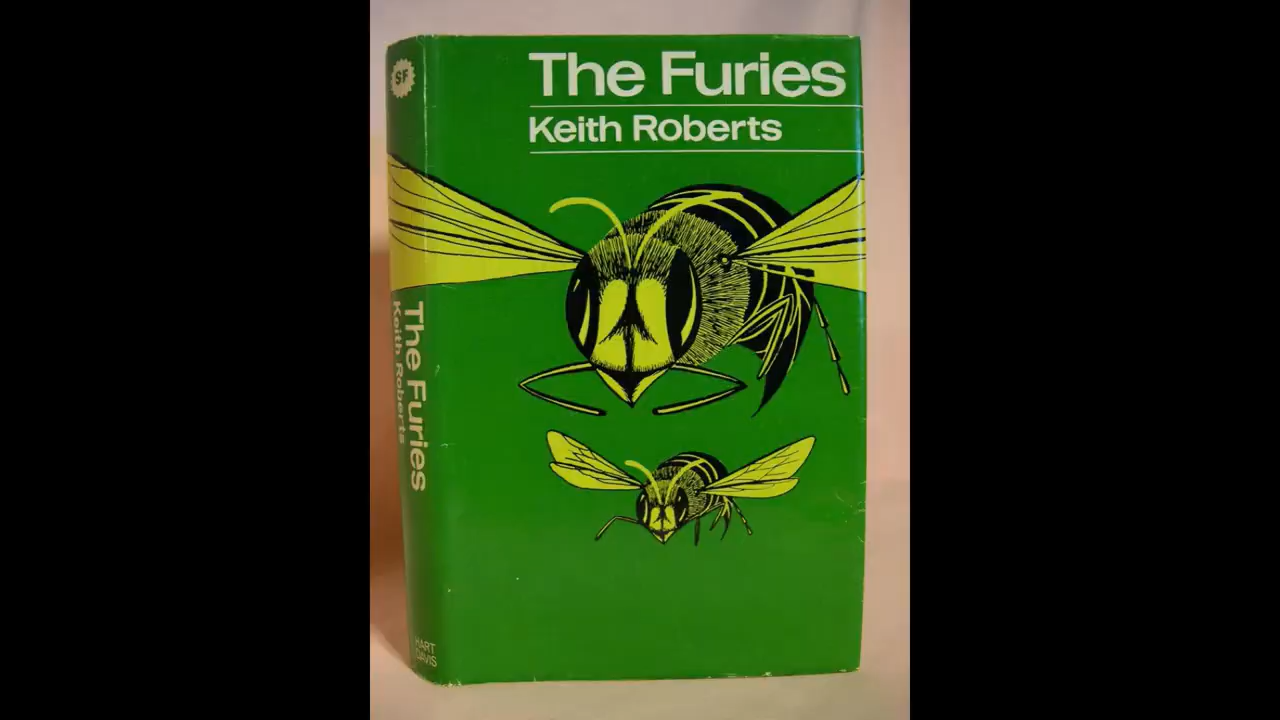 The Furies
Keith Roberts
SF
The Furies
Keith Roberts
HART
DAVIS